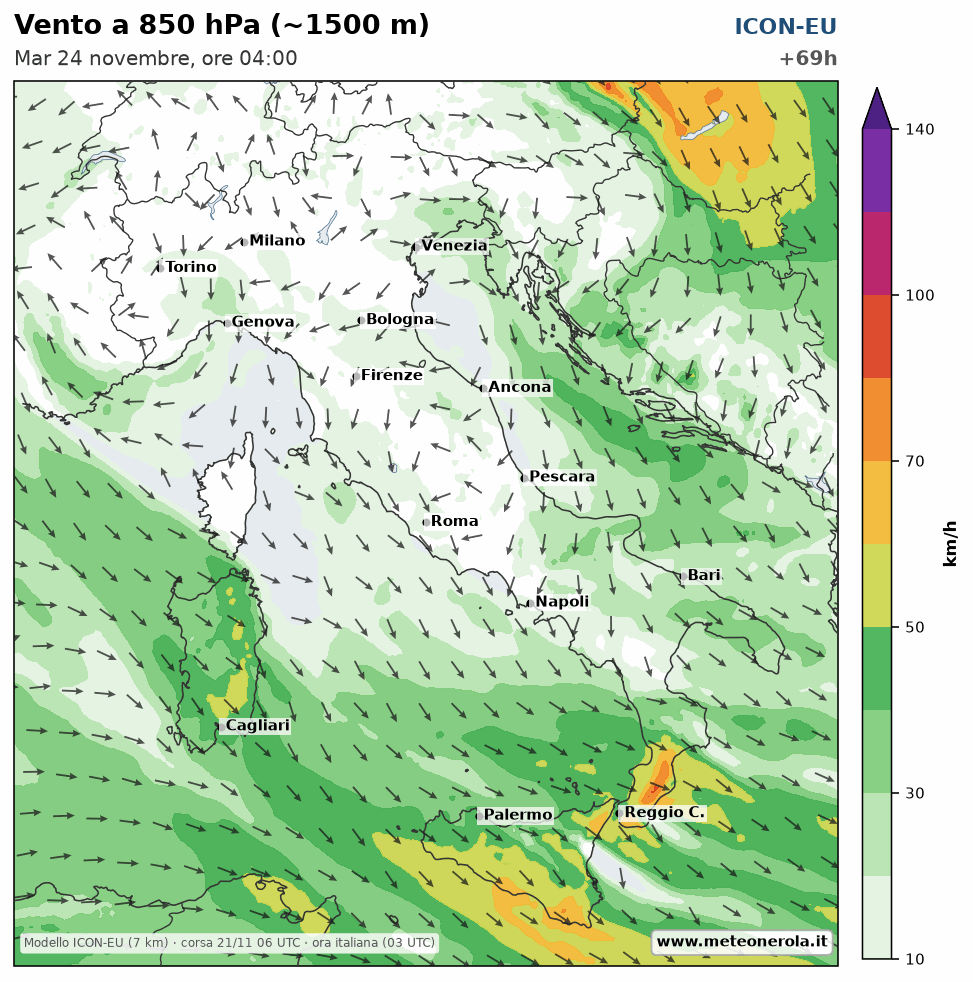 Vento a 850 hPa (~1500 m)
ICON-EU
Mar 24 novembre, ore 04:00
+69h
Milano
Venezia
Torino
Genova
Bologna
Firenze
Ancona
Pescara
Roma
Bari
Napoli
Cagliari
Palermo
Reggio C.
Modello ICON-EU (7 km) · corsa 21/11 06 UTC · ora italiana (03 UTC)
www.meteonerola.it
140
100
70
50
30
10
km/h